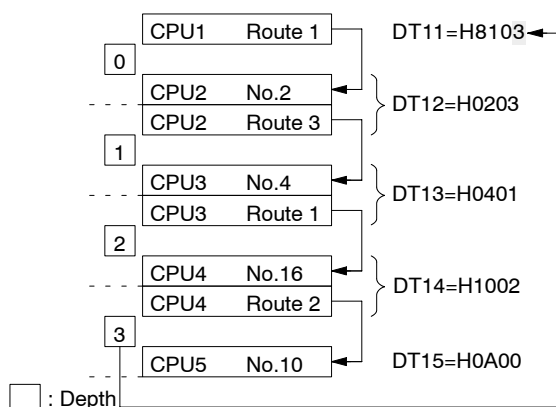 CPU1 Route 1 DT11=H8103
0
CPU2 No.2
CPU2 Route 3
DT12=H0203
1
CPU3 No.4
CPU3 Route 1
DT13=H0401
2
CPU4 No.16
CPU4 Route 2
DT14=H1002
3
CPU5 No.10 DT15=H0A00
: Depth